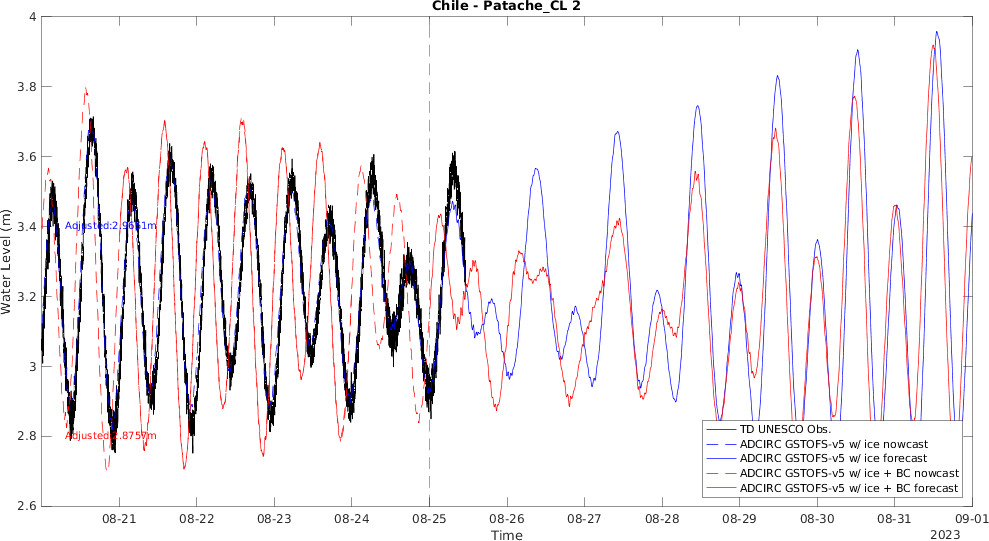 Chile - Patache_CL 2
4
3.8
3.6
3.4
3.2
3
2.8
2.6
Water Level (m)
Adjusted:2.9651m
Adjusted:2.8757m
TD UNESCO Obs.
ADCIRC GSTOFS-v5 w/ ice nowcast
ADCIRC GSTOFS-v5 w/ ice forecast
ADCIRC GSTOFS-v5 w/ ice + BC nowcast
ADCIRC GSTOFS-v5 w/ ice + BC forecast
08-21 08-22 08-23 08-24 08-25 08-26 08-27 08-28 08-29 08-30 08-31 09-01
Time
2023